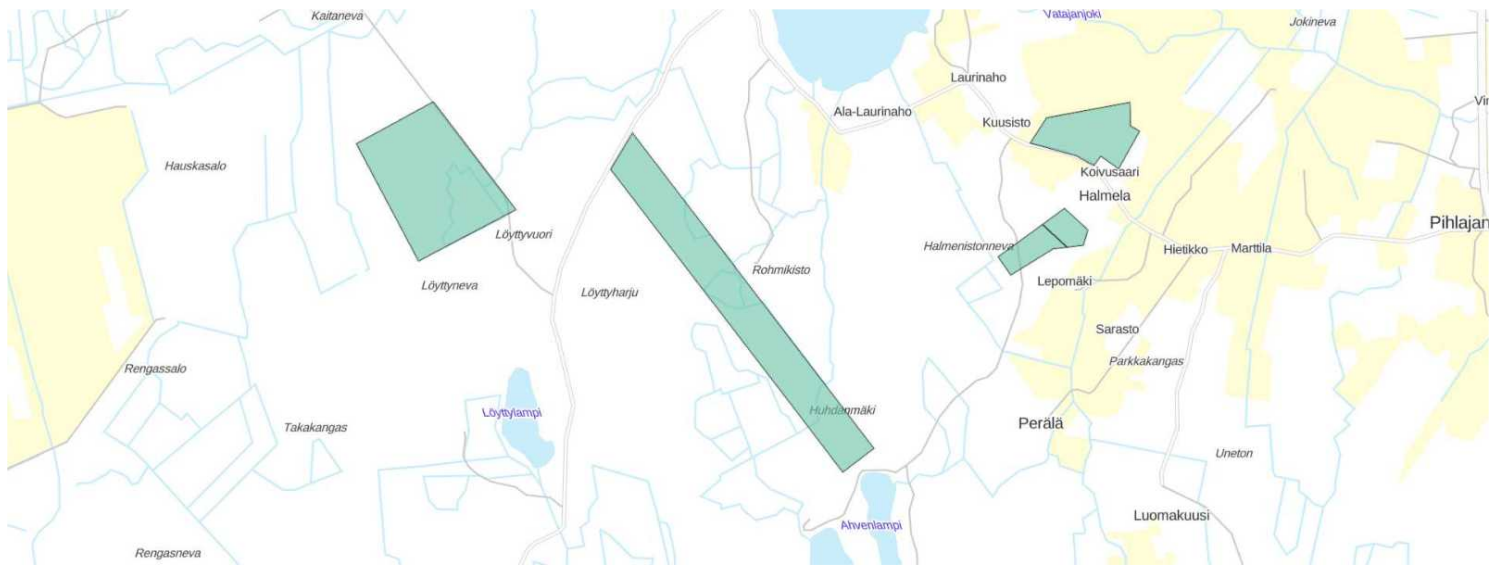 Kaitaneva
Vatajanjoki
Jokineva
Laurinaho
Ala-Laurinaho
Kuusisto
Hauskasalo
Koivusaari
Halmela
Pihlajan
Löyttyvuori
Halmenistonneva
Hietikko
Marttila
Rohmikisto
Löyttyneva
Löyttyharju
Lepomäki
Sarasto
Rengassalo
Parkkakangas
Löyttylampi
Huhdanmäki
Takakangas
Perälä
Uneton
Luomakuusi
Ahvenlampi
Rengasneva